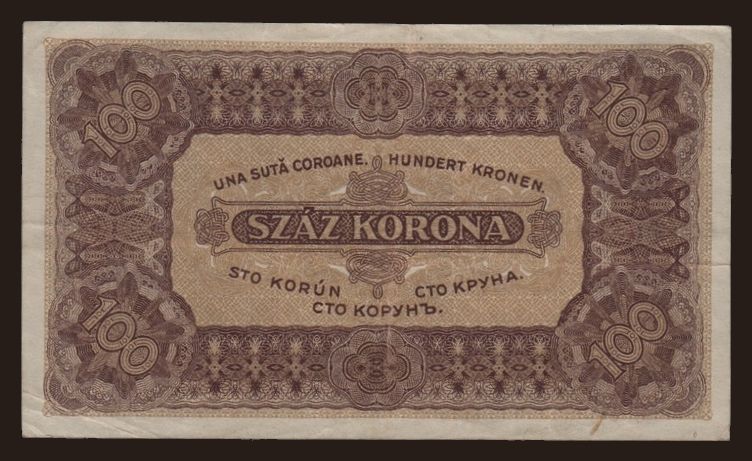 100 100
UNA SUTĂ COROANE. HUNDERT KRONEN.
SZÁZ KORONA
STO KORÚN СТО КРУНА.
СТО КОРУНЪ.
100 100